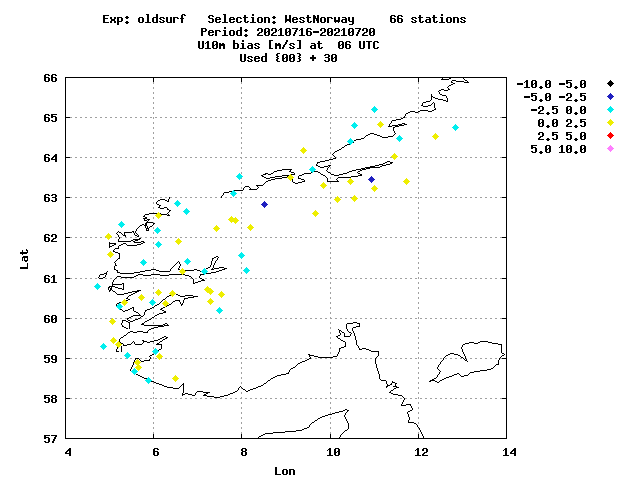 Exp: oldsurf Selection: WestNorway 66 stations
Period: 20210716-20210720
U10m bias [m/s] at 06 UTC
Used {00} + 30
66
65
64
63
62
61
60
59
58
57
Lat
4 6 8 10 12 14
Lon
-10.0 -5.0
-5.0 -2.5
-2.5 0.0
0.0 2.5
2.5 5.0
5.0 10.0